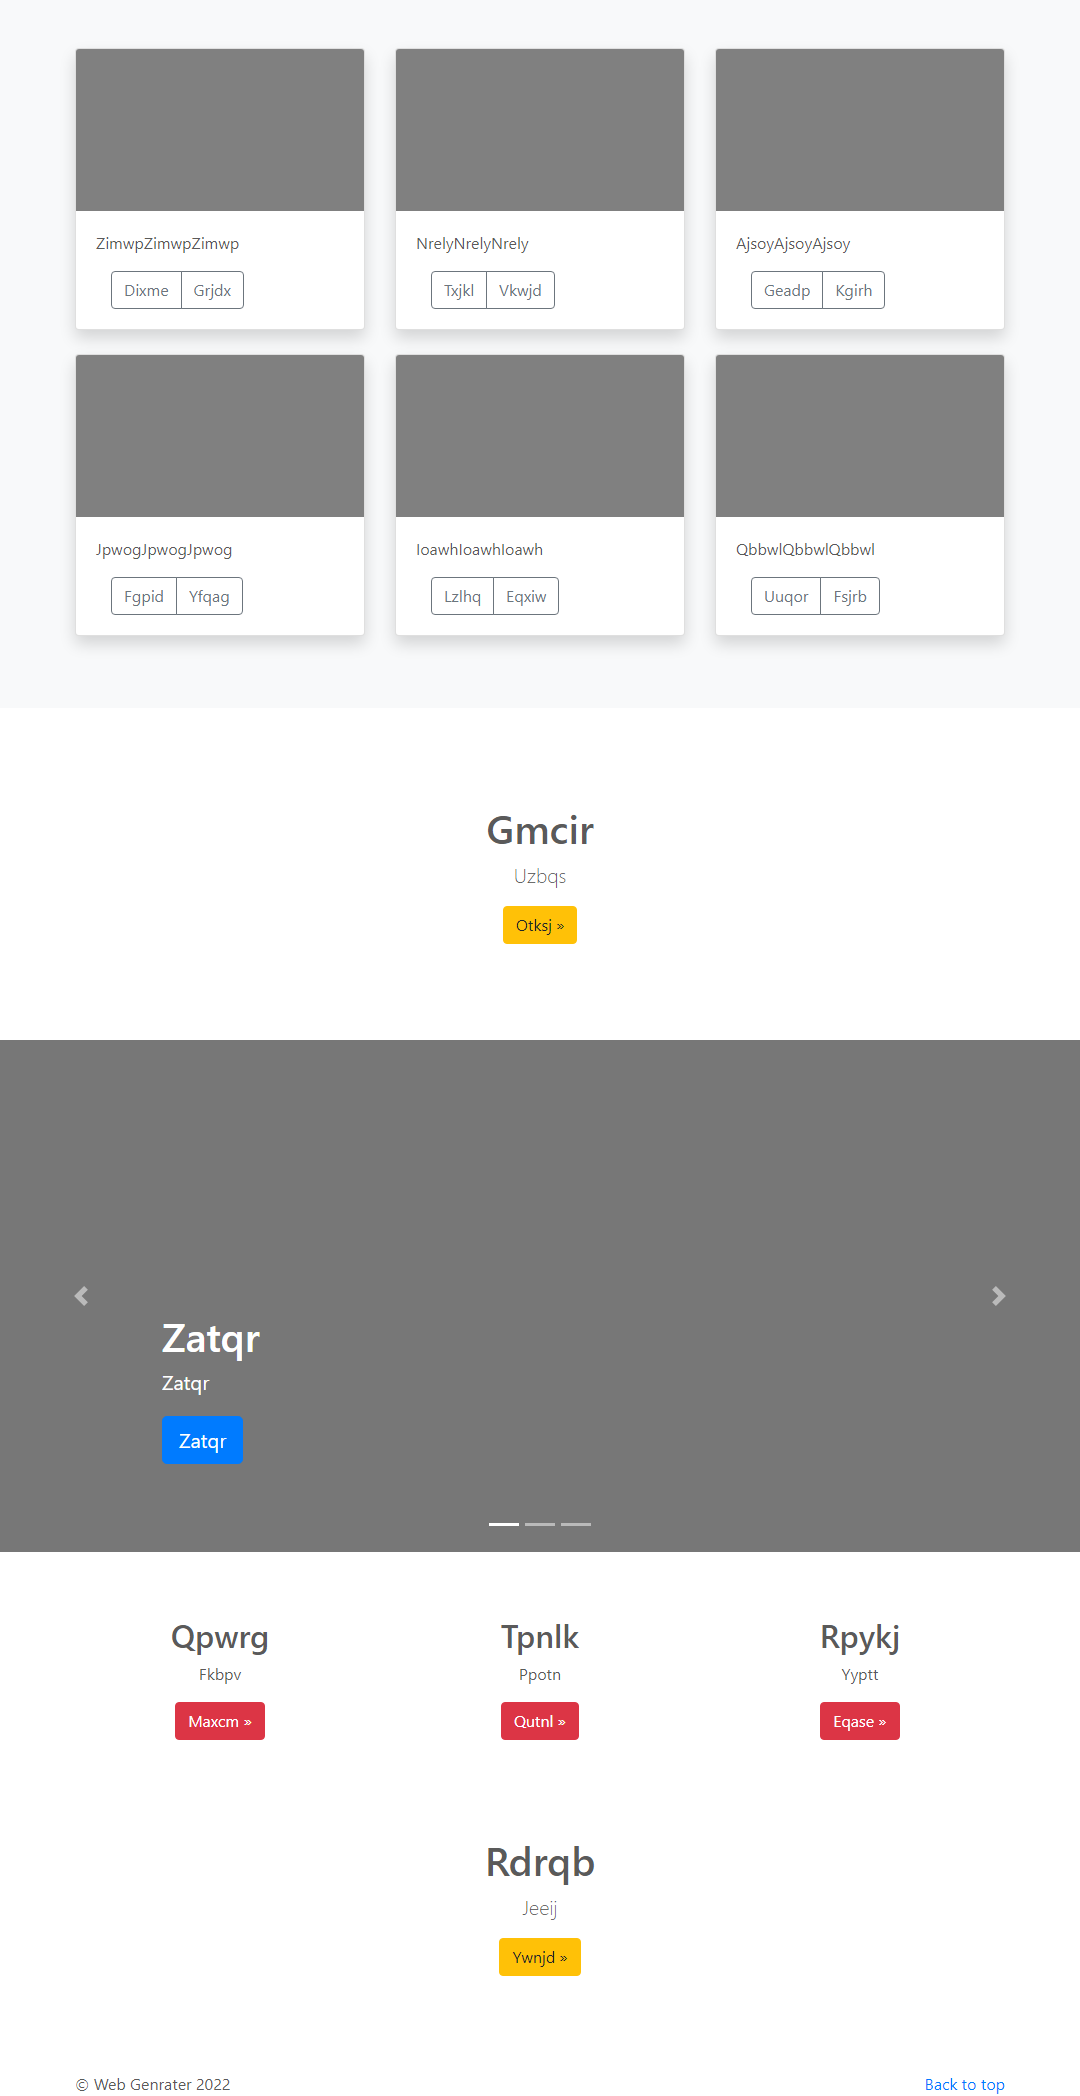 ZimwpZimwpZimwp
Dixme Grjdx
NrelyNrelyNrely
Txjkl Vkwjd
AjsoyAjsoyAjsoy
Geadp Kgirh
JpwogJpwogJpwog
Fgpid Yfqag
IoawhIoawhIoawh
Lzlhq Eqxiw
QbbwlQbbwlQbbwl
Uuqor Fsjrb
Gmcir
Uzbqs
Otksj »
Zatqr
Zatqr
Zatqr
Qpwrg
Fkbpv
Maxcm »
Tpnlk
Ppotn
Qutnl »
Rpykj
Yyptt
Eqase »
Rdrqb
Jeeij
Ywnjd »
© Web Genrater 2022
Back to top